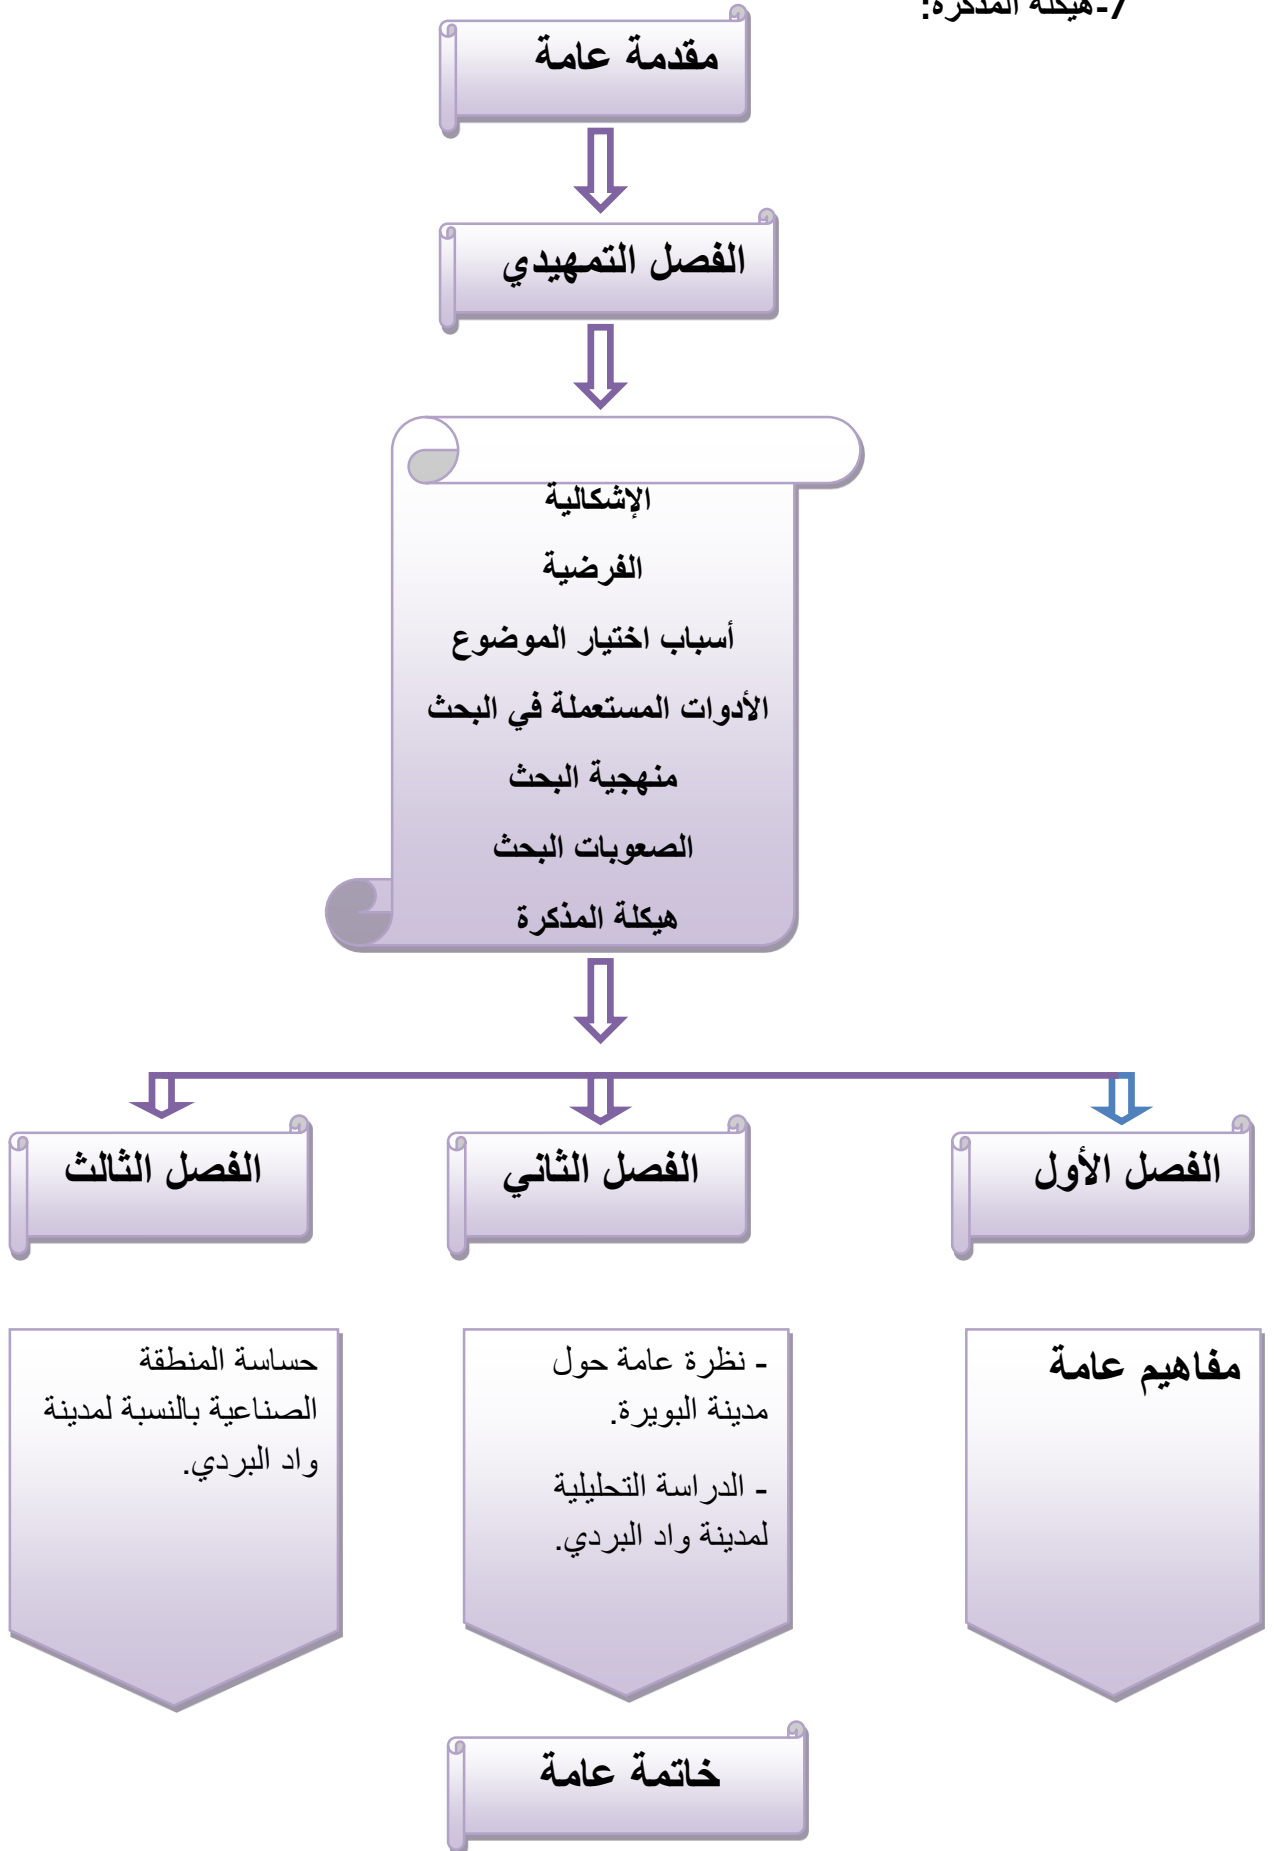 7-هيكلة المذكرة:
مقدمة عامة
الفصل التمهيدي
الإشكالية
الفرضية
أسباب اختيار الموضوع
الأدوات المستعملة في البحث
منهجية البحث
الصعوبات البحث
هيكلة المذكرة
الفصل الأول
الفصل الثاني
الفصل الثالث
مفاهيم عامة
- نظرة عامة حول
مدينة البويرة.
- الدراسة التحليلية
لمدينة واد البردي.
حساسة المنطقة
الصناعية بالنسبة لمدينة
واد البردي.
خاتمة عامة